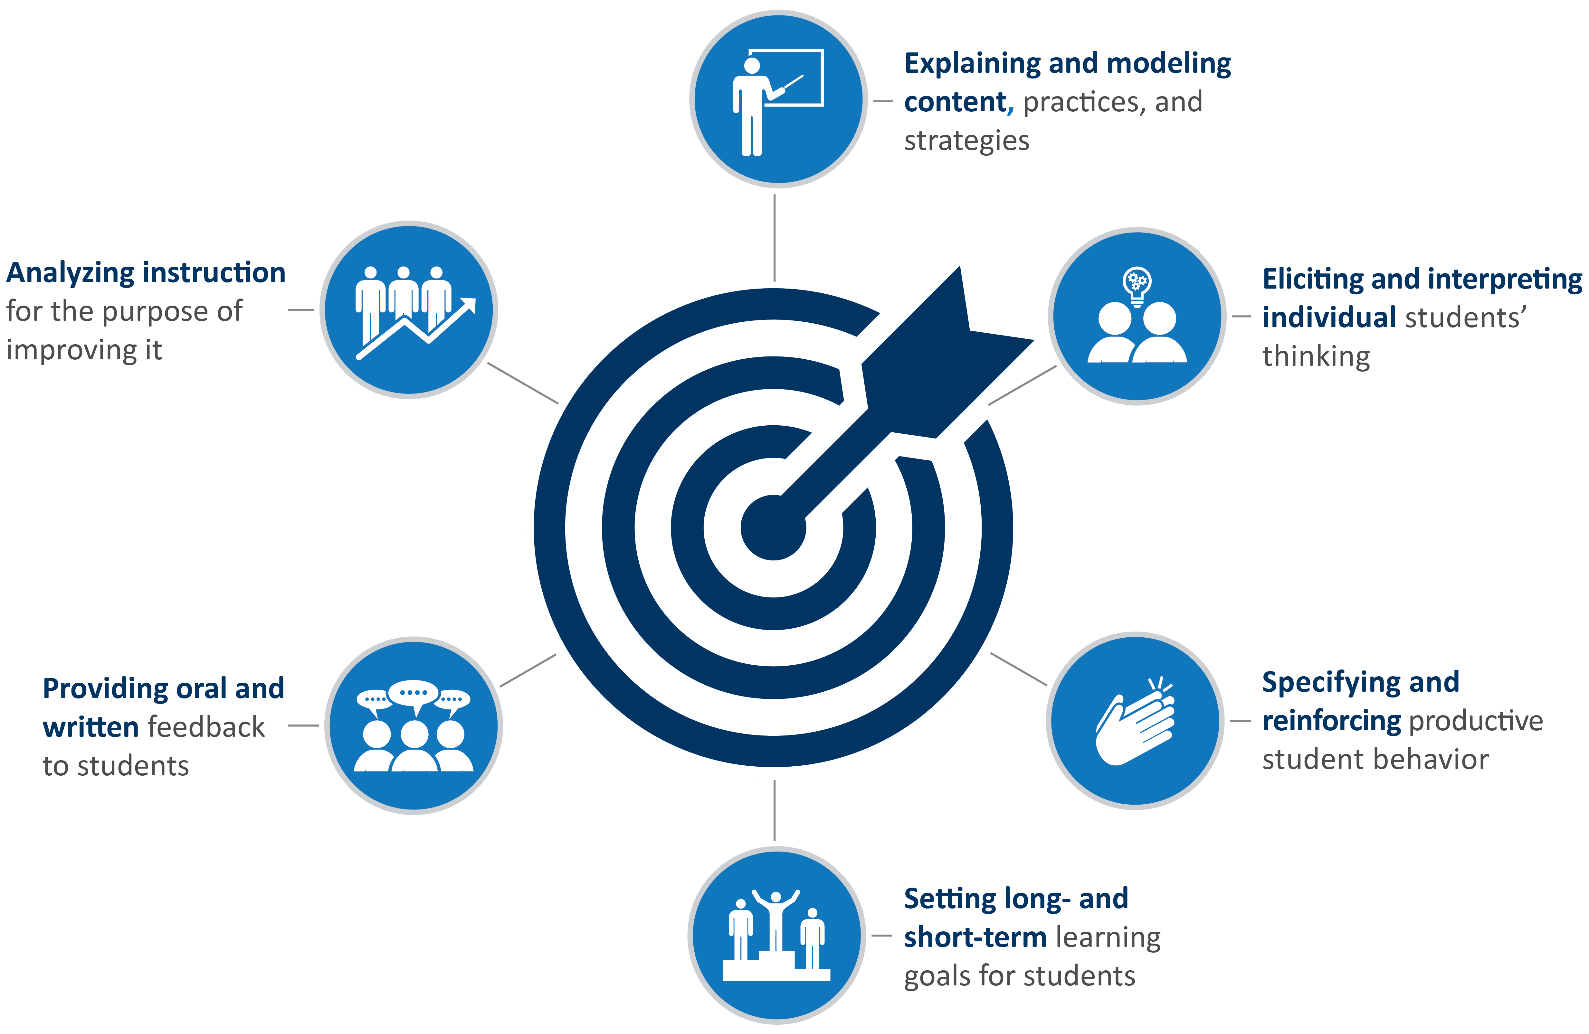 Explaining and modeling
content, practices, and
strategies
Eliciting and interpreting
individual students’
thinking
Specifying and
reinforcing productive
student behavior
Setting long- and
short-term learning
goals for students
Providing oral and
written feedback
to students
Analyzing instruction
for the purpose of
improving it